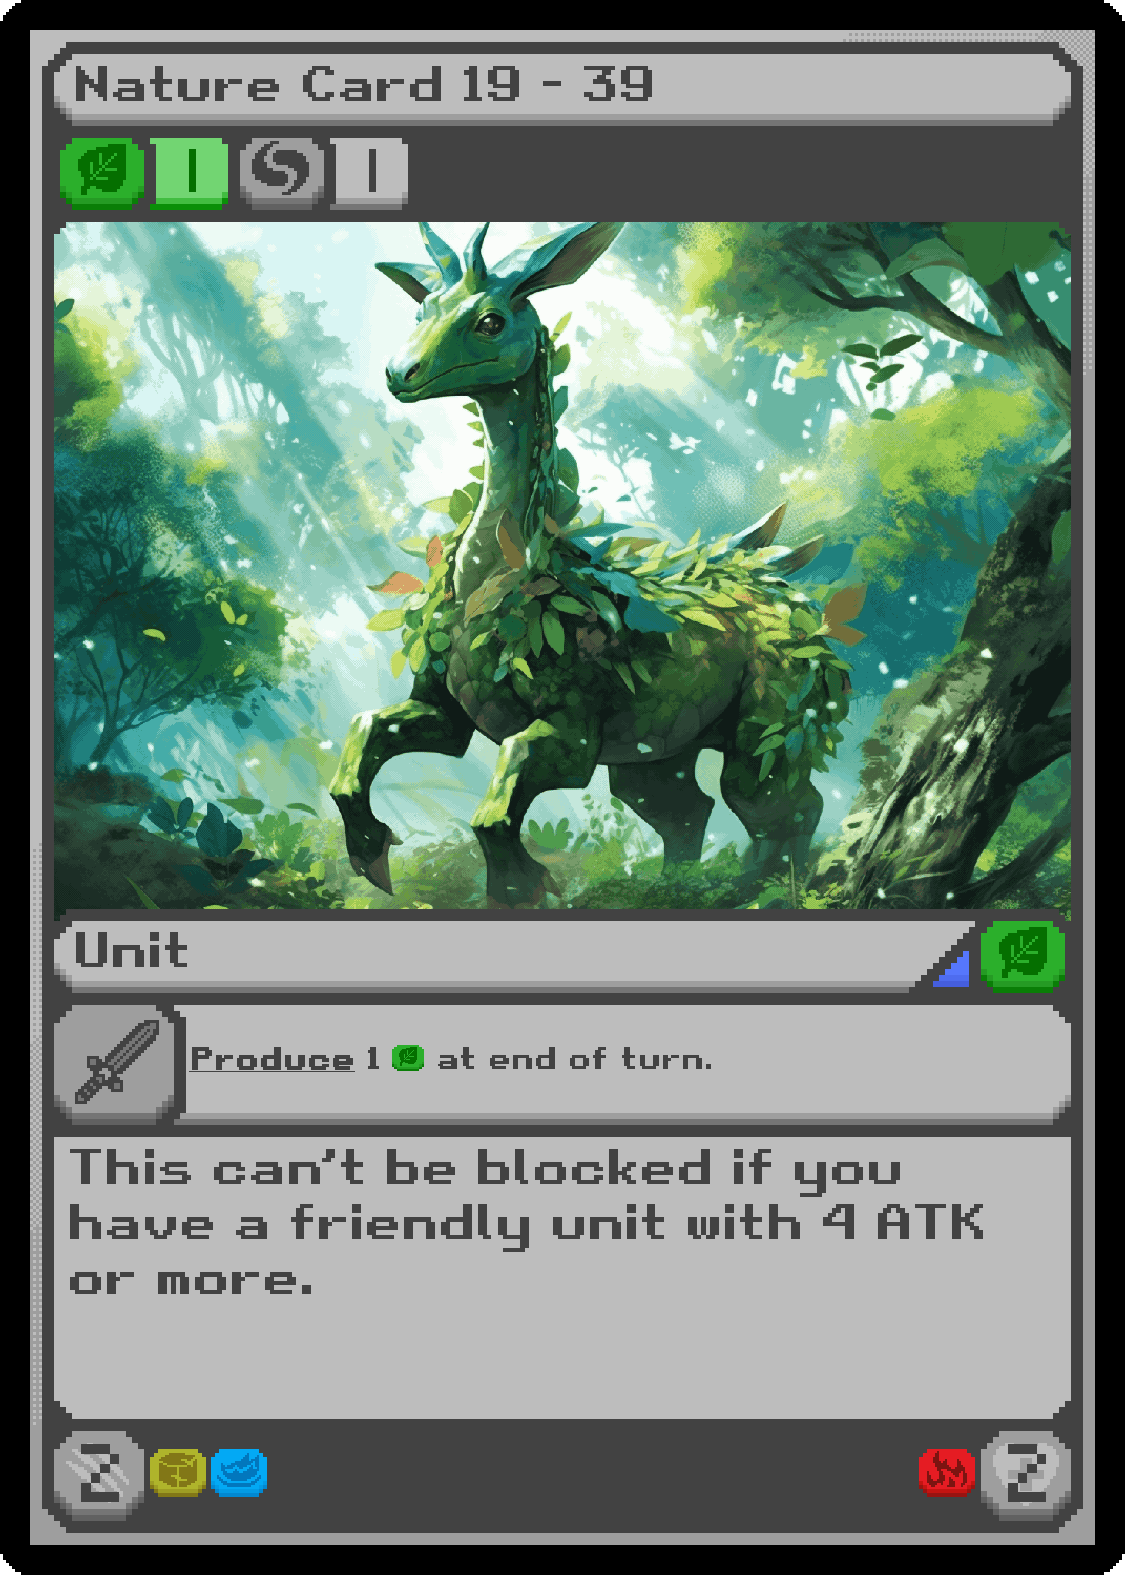 Nature Card 19 - 39
1 1
Unit
Produce 1 at end of turn.
This can't be blocked if you
have a friendly unit with 4 ATK
or more.
2 2